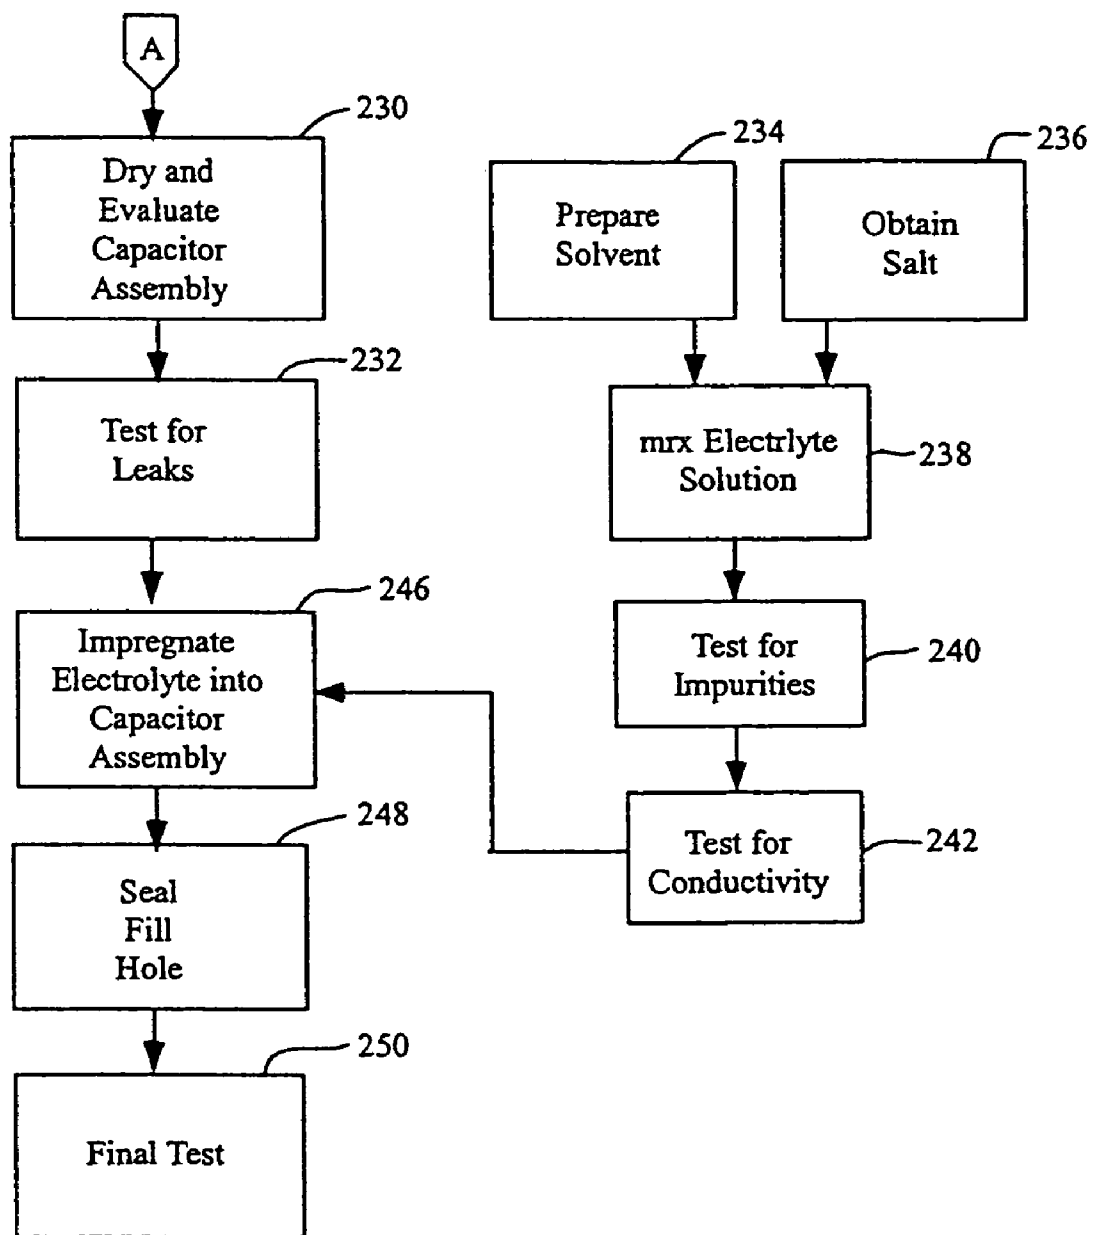 A
230
Dry and
Evaluate
Capacitor
Assembly
232
Test for
Leaks
246
Impregnate
Electrolyte into
Capacitor
Assembly
248
Seal
Fill
Hole
250
Final Test
234
Prepare
Solvent
236
Obtain
Salt
238
mrx Electrlyte
Solution
240
Test for
Impurities
242
Test for
Conductivity